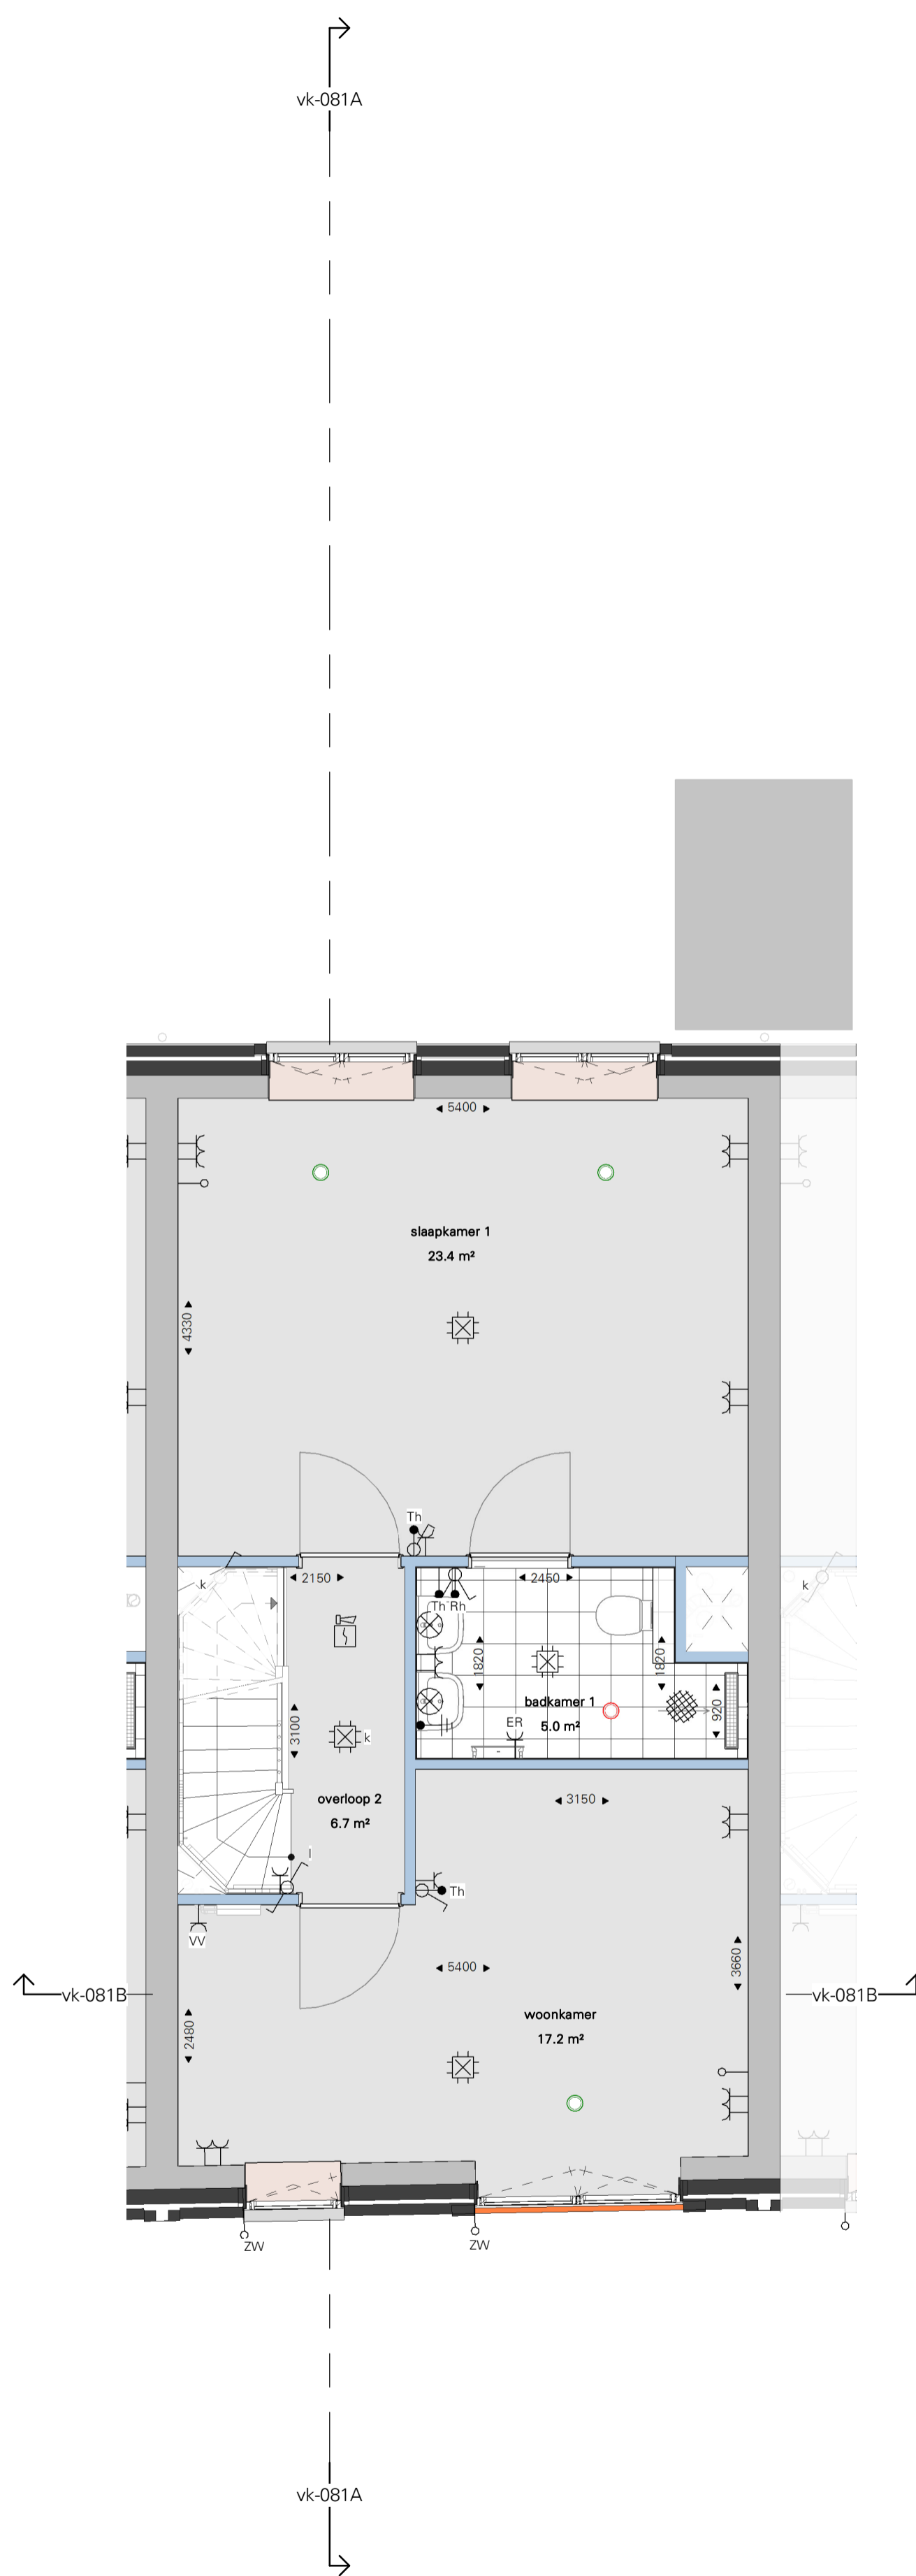 vk-081A
5400
slaapkamer 1
23.4 m²
4330
Th
k
2150
2450
k
Th Rh
1820
1820
badkamer 1
5.0 m²
920
ER
3100
k
overloop 2
6.7 m²
3150
I
Th
VV
5400
3660
vk-081B
vk-081B
woonkamer
17.2 m²
2480
ZW
ZW
vk-081A